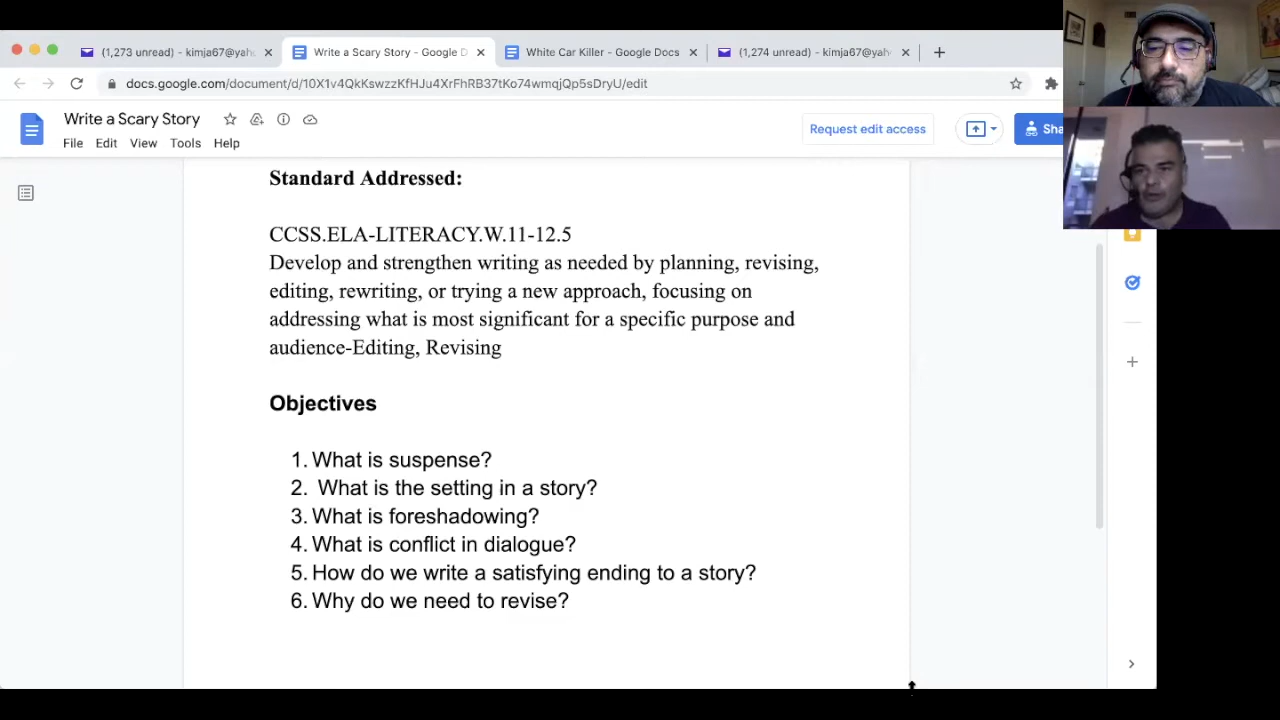 (1,273 unread) - kimja67@yaho
Write a Scary Story - Google D
White Car Killer - Google Docs
(1,274 unread) - kimja67@yah
docs.google.com/document/d/10X1v4QkKswzzKfHJu4XrFhRB37tKo74wmqjQp5sDryU/edit
Write a Scary Story
File Edit View Tools Help
Request edit access
Sha
Standard Addressed:
CCSS.ELA-LITERACY.W.11-12.5
Develop and strengthen writing as needed by planning, revising,
editing, rewriting, or trying a new approach, focusing on
addressing what is most significant for a specific purpose and
audience-Editing, Revising
Objectives
1. What is suspense?
2. What is the setting in a story?
3. What is foreshadowing?
4. What is conflict in dialogue?
5. How do we write a satisfying ending to a story?
6. Why do we need to revise?